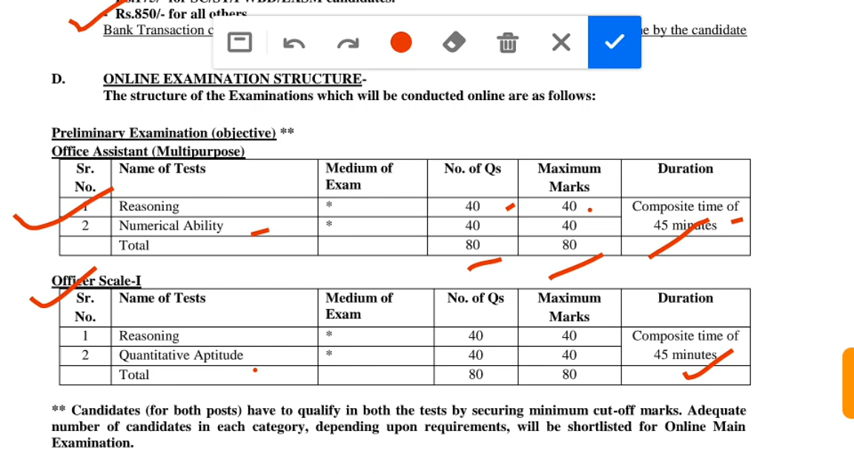 Rs.850/- for all others
Bank Transaction
e by the candidate
D. ONLINE EXAMINATION STRUCTURE-
The structure of the Examinations which will be conducted online are as follows:
Preliminary Examination (objective) **
Office Assistant (Multipurpose)
Sr. No. Name of Tests Medium of Exam No. of Qs Maximum Marks Duration
1 Reasoning * 40 40 Composite time of 45 minutes
2 Numerical Ability * 40 40
Total 80 80
Officer Scale-I
Sr. No. Name of Tests Medium of Exam No. of Qs Maximum Marks Duration
1 Reasoning * 40 40 Composite time of 45 minutes
2 Quantitative Aptitude * 40 40
Total 80 80
** Candidates (for both posts) have to qualify in both the tests by securing minimum cut-off marks. Adequate
number of candidates in each category, depending upon requirements, will be shortlisted for Online Main
Examination.